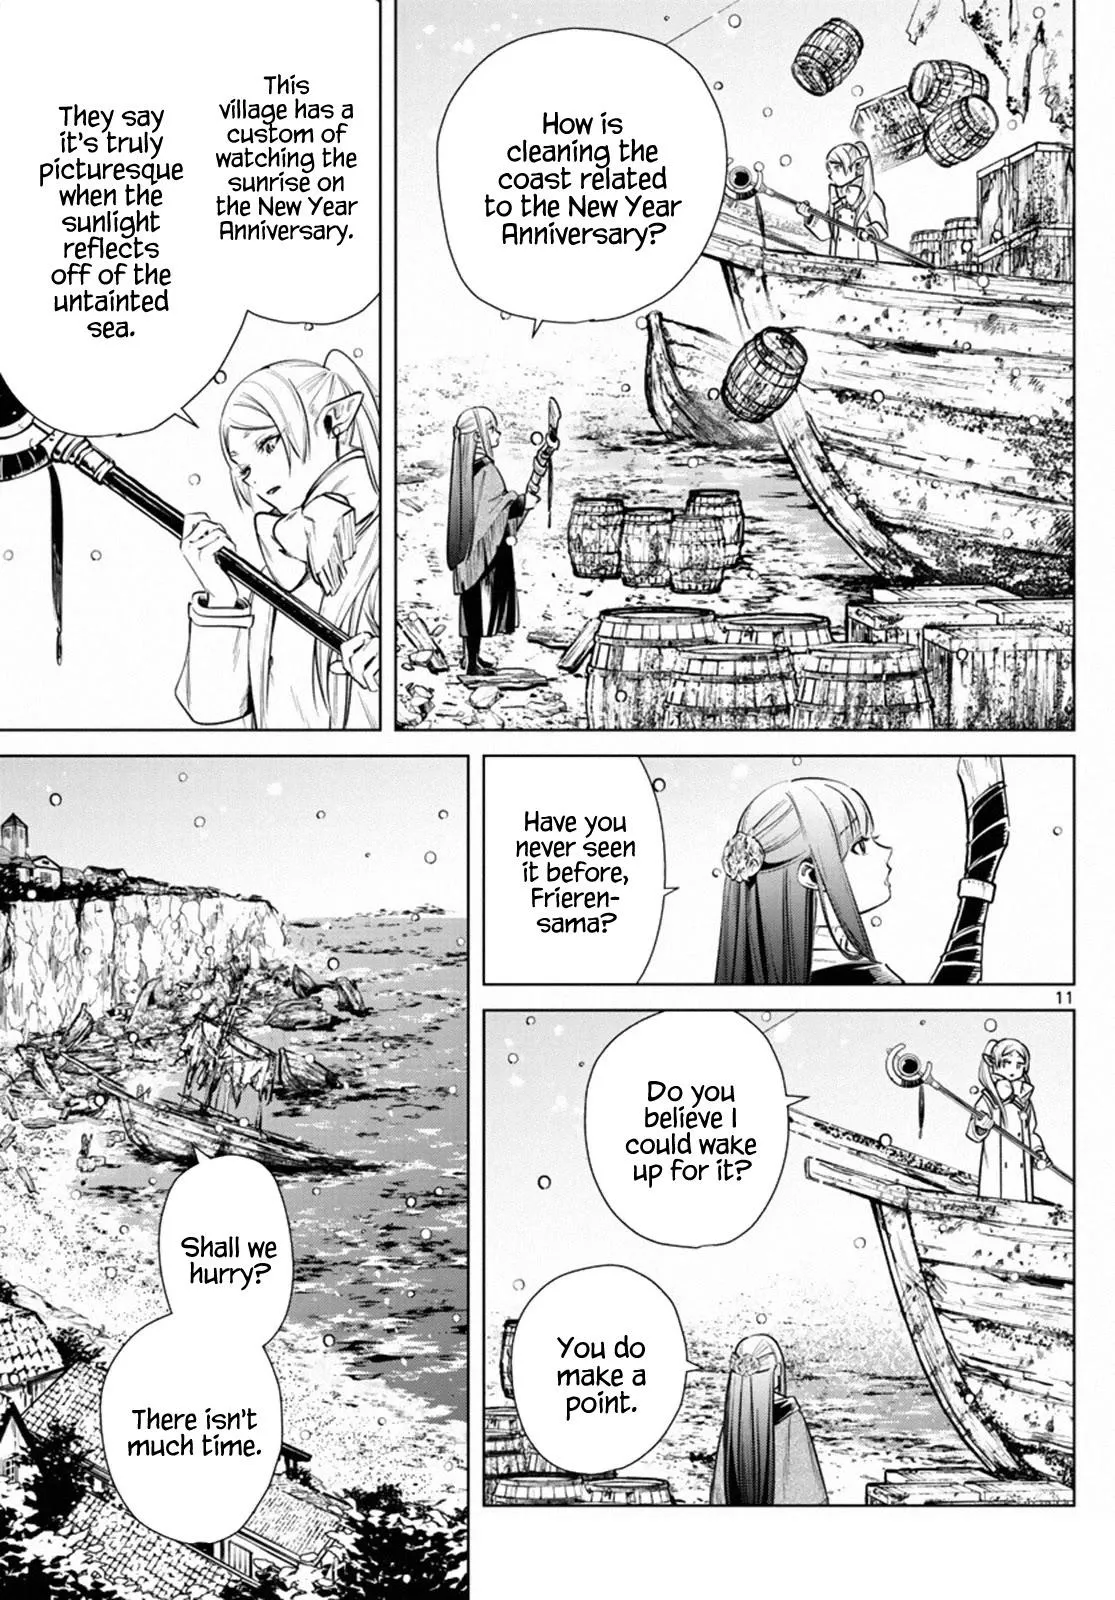 How is
cleaning the
coast related
to the New Year
Anniversary?
This
village has a
custom of
watching the
sunrise on
the New Year
Anniversary.
They say
it's truly
picturesque
when the
sunlight
reflects
off of the
untainted
sea.
Have you
never seen
it before,
Frieren-
sama?
11
Do you
believe I
could wake
up for it?
You do
make a
point.
Shall we
hurry?
There isn't
much time.